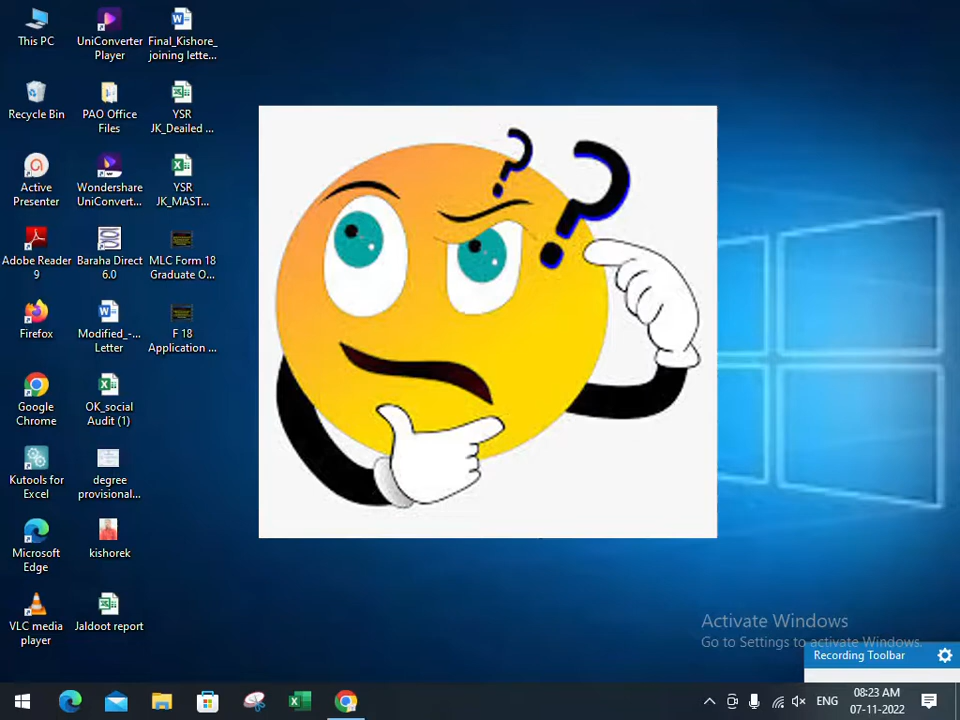 This PC
UniConverter
Player
Final_Kishore_
joining lette...
Recycle Bin
PAO Office
Files
YSR
JK_Deailed ...
Active
Presenter
Wondershare
UniConvert...
YSR
JK_MAST...
Adobe Reader
9
Baraha Direct
6.0
MLC Form 18
Graduate O...
Firefox
Modified_-...
Letter
F 18
Application ...
Google
Chrome
OK_social
Audit (1)
Kutools for
Excel
degree
provisional...
Microsoft
Edge
kishorek
VLC media
player
Jaldoot report
? ?
Activate Windows
Go to Settings to activate Windows.
Recording Toolbar
ENG
08:23 AM
07-11-2022